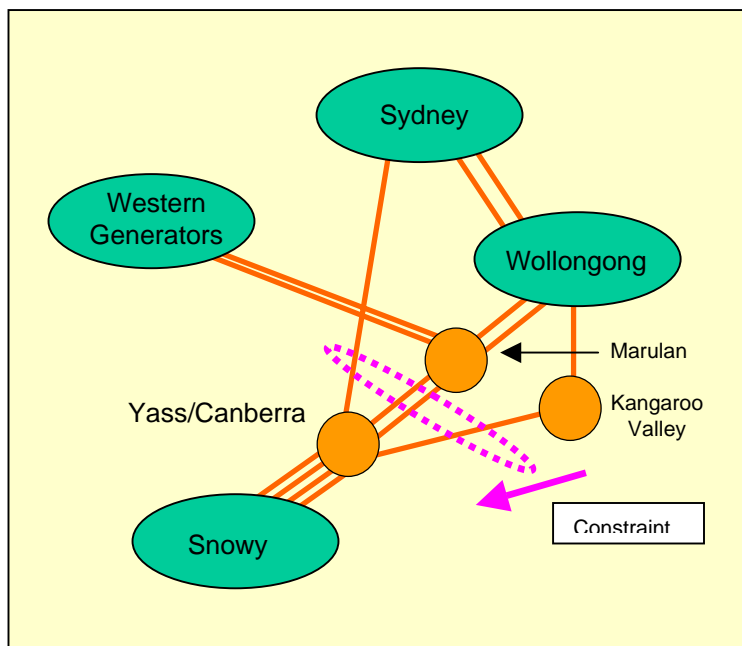 Sydney
Western
Generators
Wollongong
Marulan
Yass/Canberra
Kangaroo
Valley
Snowy
Constraint